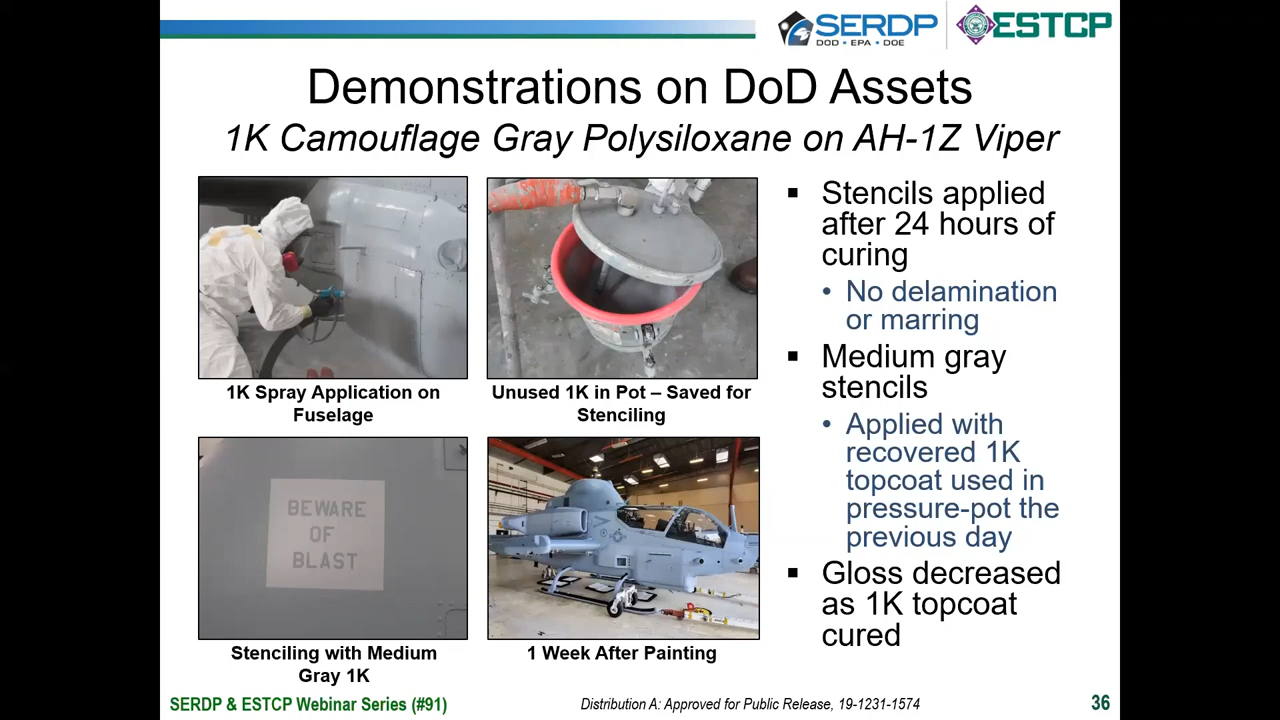 SERDP
DOD • EPA • DOE
ESTCP
Demonstrations on DoD Assets
1K Camouflage Gray Polysiloxane on AH-1Z Viper
1K Spray Application on
Fuselage
Unused 1K in Pot – Saved for
Stenciling
BEWARE
OF
BLAST
Stenciling with Medium
Gray 1K
1 Week After Painting
▪ Stencils applied
after 24 hours of
curing
• No delamination
or marring
▪ Medium gray
stencils
• Applied with
recovered 1K
topcoat used in
pressure-pot the
previous day
▪ Gloss decreased
as 1K topcoat
cured
SERDP & ESTCP Webinar Series (#91)
Distribution A: Approved for Public Release, 19-1231-1574
36